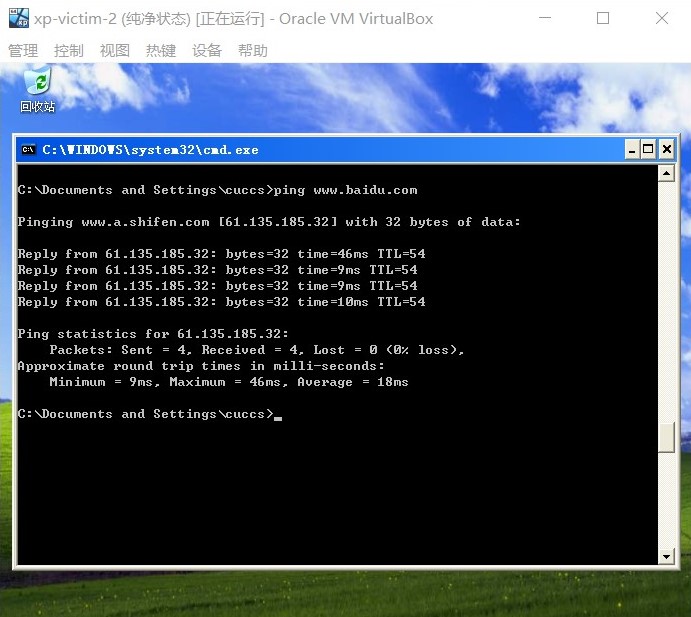 xp-victim-2 (纯净状态) [正在运行] - Oracle VM VirtualBox
管理 控制 视图 热键 设备 帮助
回收站
C:\WINDOWS\system32\cmd.exe
C:\Documents and Settings\cuccs>ping www.baidu.com
Pinging www.a.shifen.com [61.135.185.32] with 32 bytes of data:
Reply from 61.135.185.32: bytes=32 time=46ms TTL=54
Reply from 61.135.185.32: bytes=32 time=9ms TTL=54
Reply from 61.135.185.32: bytes=32 time=9ms TTL=54
Reply from 61.135.185.32: bytes=32 time=10ms TTL=54
Ping statistics for 61.135.185.32:
Packets: Sent = 4, Received = 4, Lost = 0 (0% loss),
Approximate round trip times in milli-seconds:
Minimum = 9ms, Maximum = 46ms, Average = 18ms
C:\Documents and Settings\cuccs>